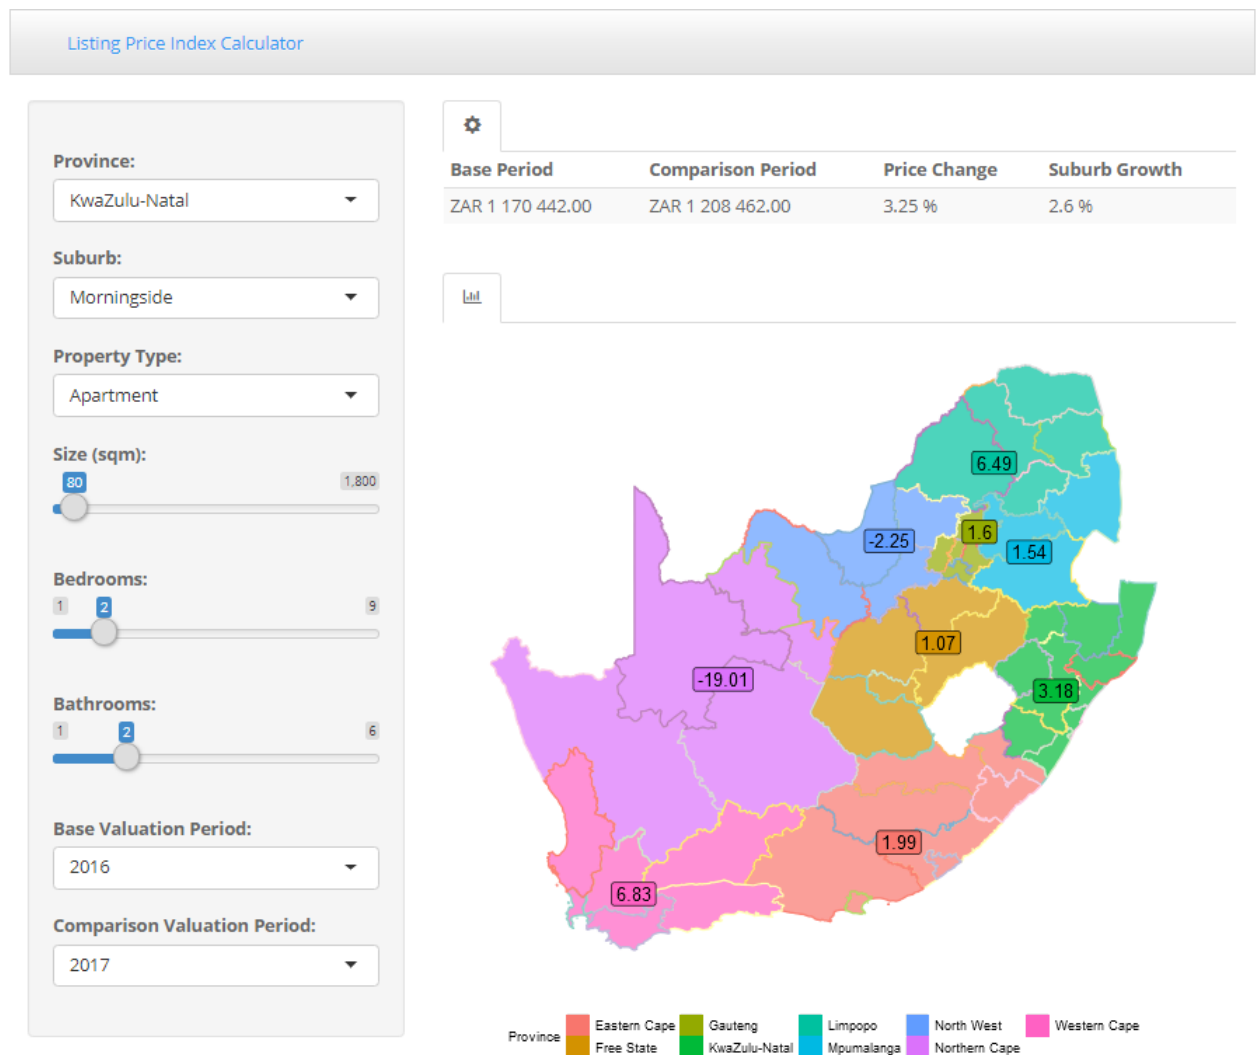 Listing Price Index Calculator
Province:
KwaZulu-Natal
Suburb:
Morningside
Property Type:
Apartment
Size (sqm):
80 1,800
Bedrooms:
1 2 9
Bathrooms:
1 2 6
Base Valuation Period:
2016
Comparison Valuation Period:
2017
Base Period Comparison Period Price Change Suburb Growth
ZAR 1 170 442.00 ZAR 1 208 462.00 3.25 % 2.6 %
6.49
-2.25
1.6
1.54
1.07
-19.01
3.18
1.99
6.83
Province
Eastern Cape Gauteng Limpopo North West Western Cape
Free State KwaZulu-Natal Mpumalanga Northern Cape